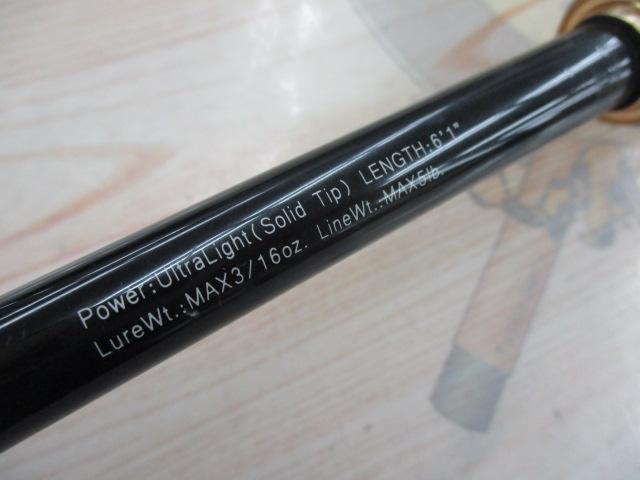 Power:UltraLight(Solid Tip) LENGTH:6'1"
LureWt.:MAX3/16oz. LineWt.:MAX5lb.